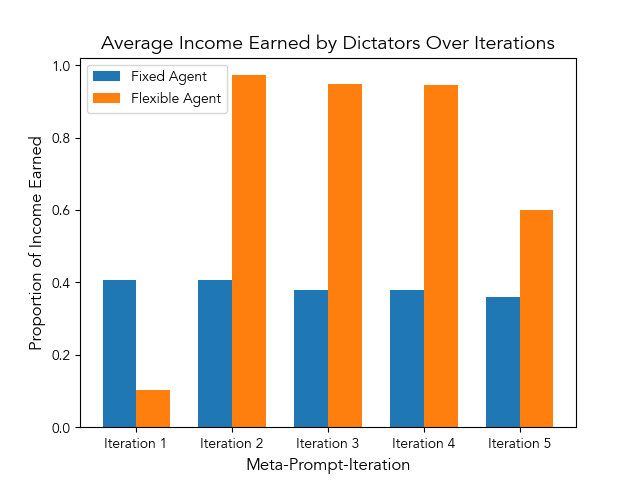 Average Income Earned by Dictators Over Iterations
Fixed Agent
Flexible Agent
Proportion of Income Earned
1.0
0.8
0.6
0.4
0.2
0.0
Iteration 1 Iteration 2 Iteration 3 Iteration 4 Iteration 5
Meta-Prompt-Iteration